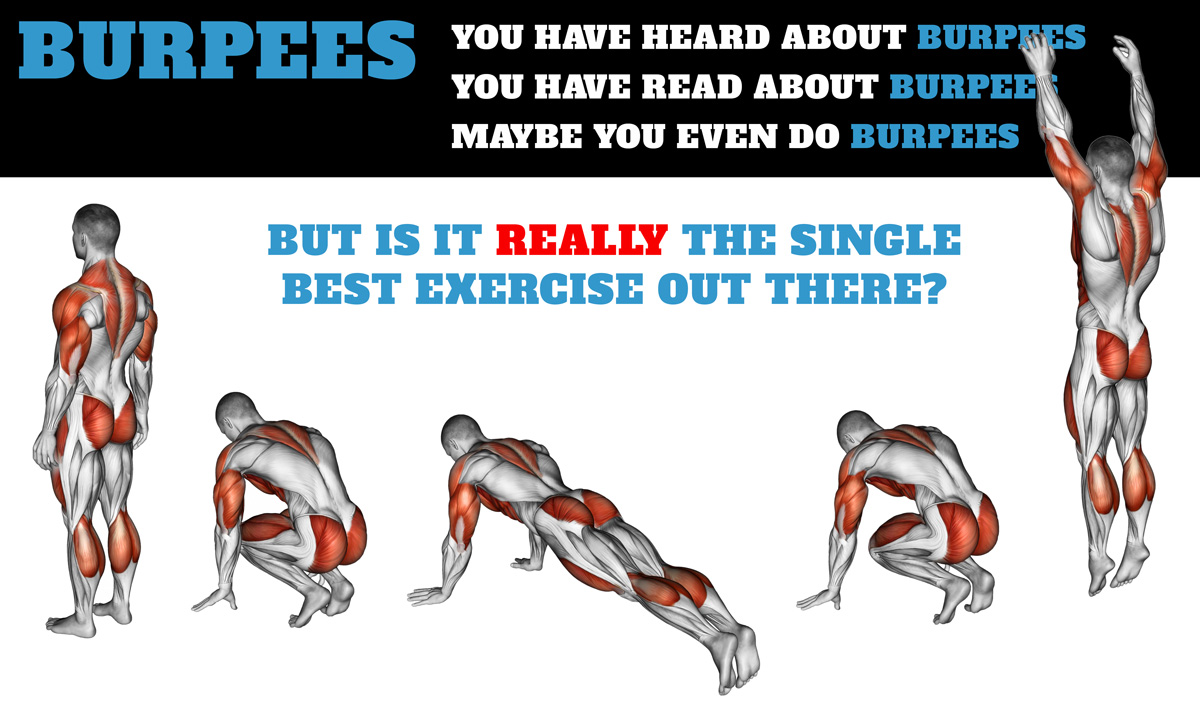 BURPEES
YOU HAVE HEARD ABOUT BURPEES
YOU HAVE READ ABOUT BURPEES
MAYBE YOU EVEN DO BURPEES
BUT IS IT REALLY THE SINGLE
BEST EXERCISE OUT THERE?